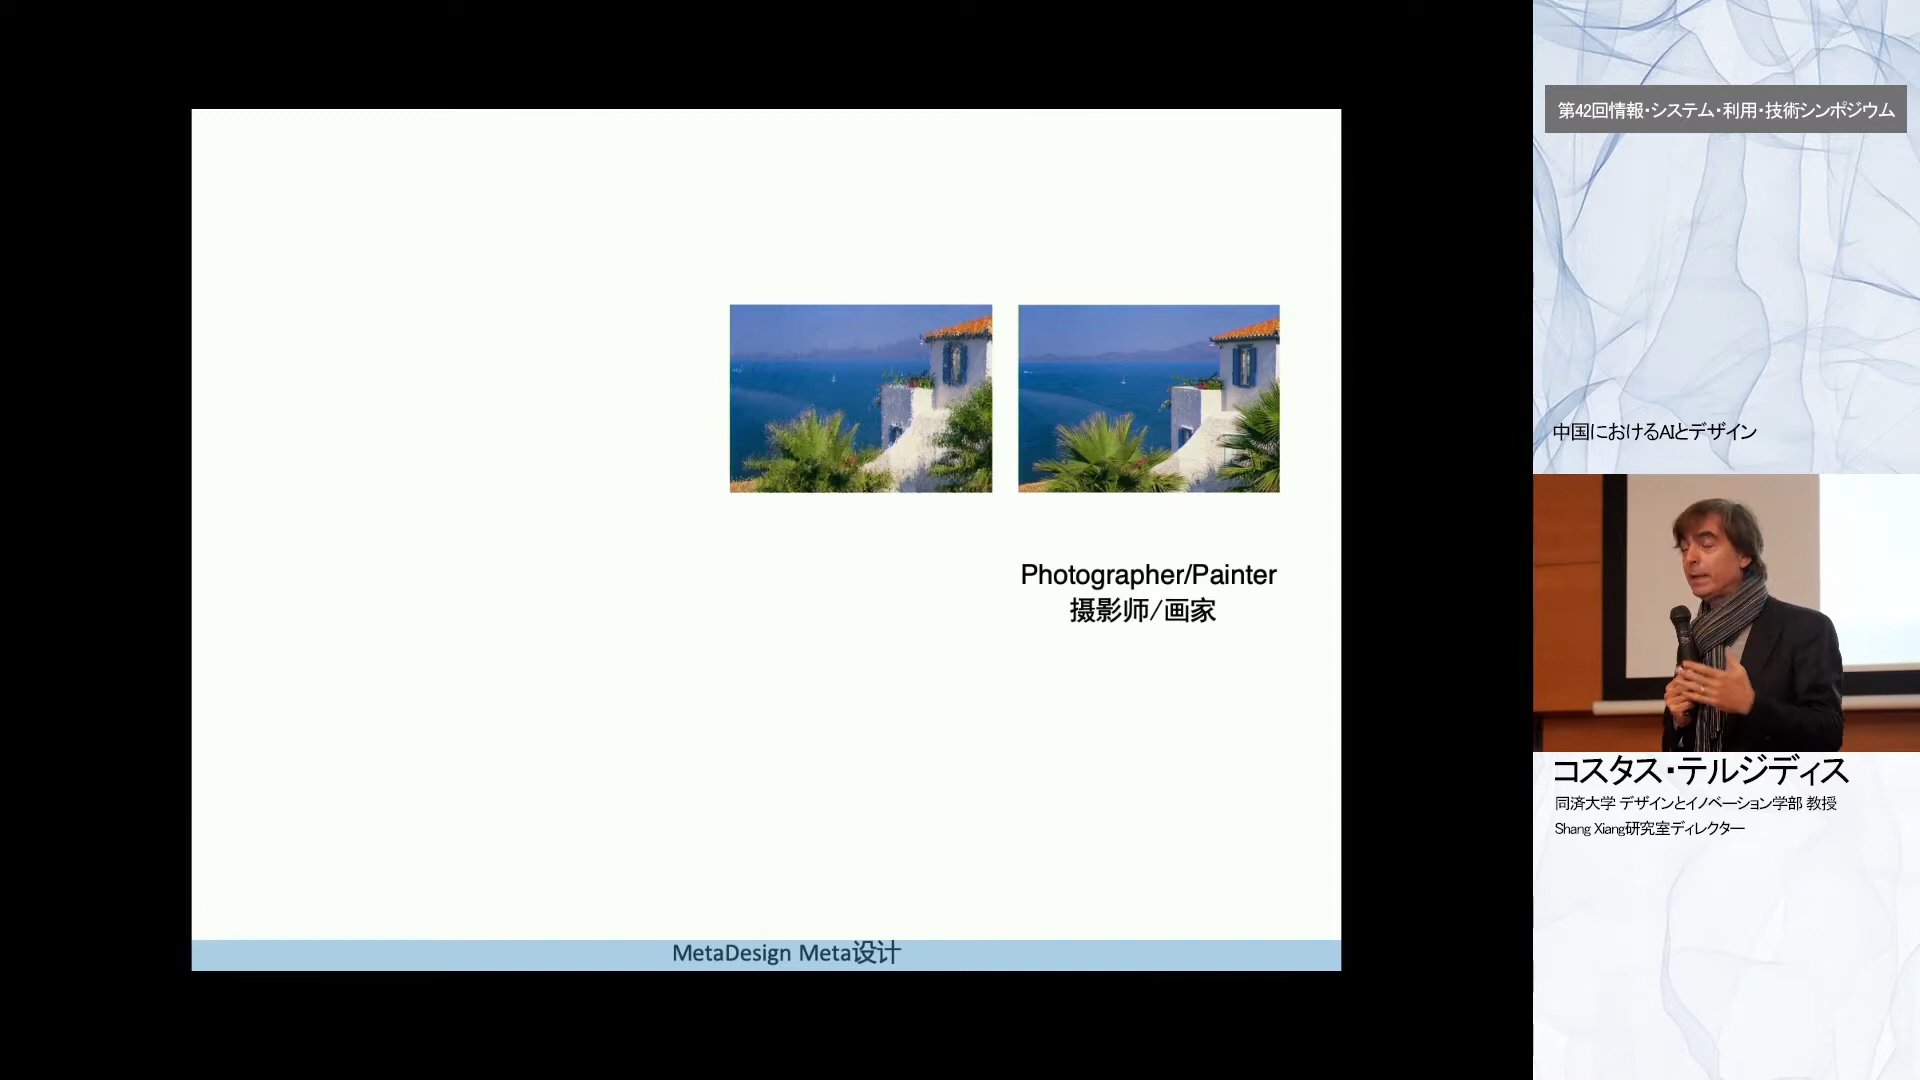 Photographer/Painter
摄影师/画家
MetaDesign Meta设计
第42回情報・システム・利用・技術シンポジウム
中国におけるAIとデザイン
コスタス・テルジディス
同済大学 デザインとイノベーション学部 教授
Shang Xiang研究室ディレクター